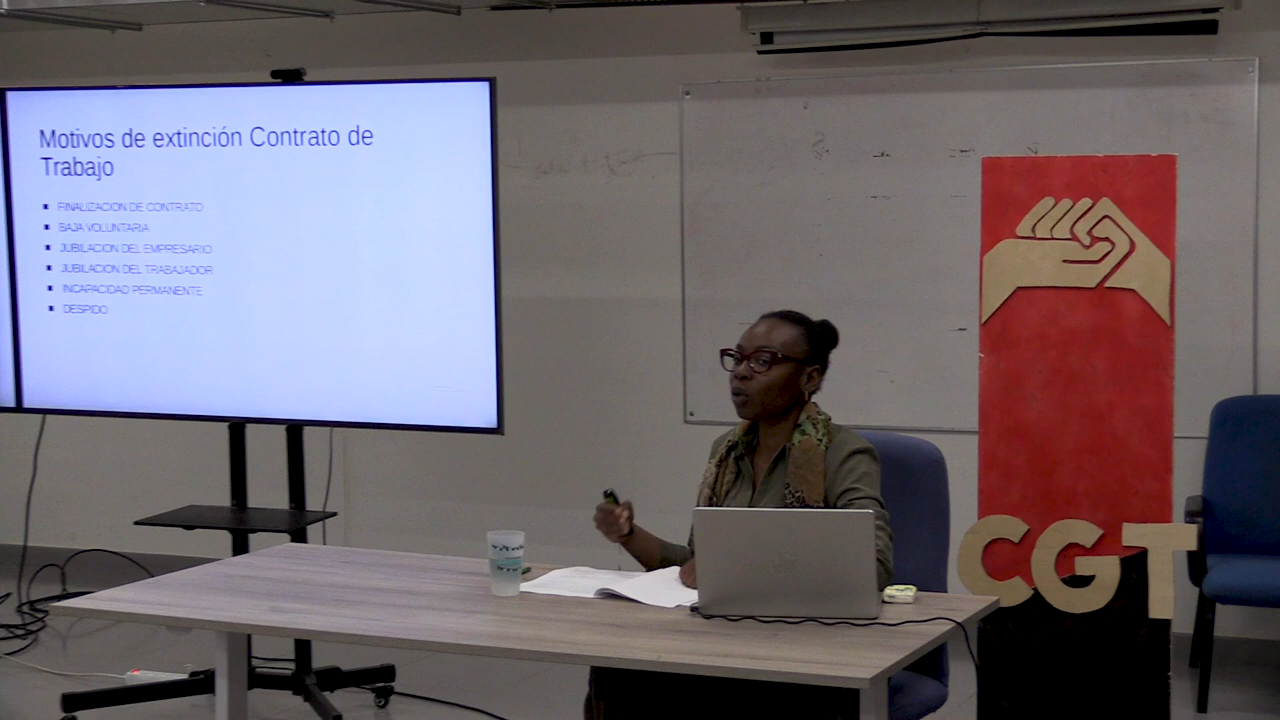 Motivos de extinción Contrato de
Trabajo
FINALIZACION DE CONTRATO
BAJA VOLUNTARIA
JUBILACION DEL EMPRESARIO
JUBILACION DEL TRABAJADOR
INCAPACIDAD PERMANENTE
DESPIDO
CGT